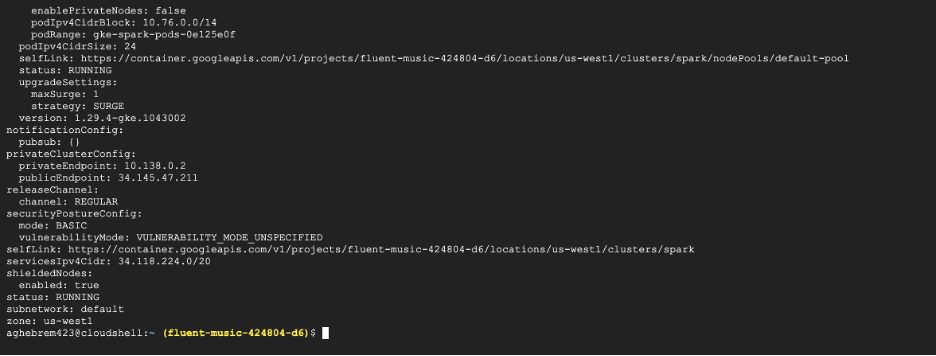 enablePrivateNodes: false
podIpv4CidrBlock: 10.76.0.0/14
podRange: gke-spark-pods-0e125e0f
podIpv4CidrSize: 24
selfLink: https://container.googleapis.com/v1/projects/fluent-music-424804-d6/locations/us-west1/clusters/spark/nodePools/default-pool
status: RUNNING
upgradeSettings:
maxSurge: 1
strategy: SURGE
version: 1.29.4-gke.1043002
notificationConfig:
pubsub: {}
privateClusterConfig:
privateEndpoint: 10.138.0.2
publicEndpoint: 34.145.47.211
releaseChannel:
channel: REGULAR
securityPostureConfig:
mode: BASIC
vulnerabilityMode: VULNERABILITY_MODE_UNSPECIFIED
selfLink: https://container.googleapis.com/v1/projects/fluent-music-424804-d6/locations/us-west1/clusters/spark
servicesIpv4Cidr: 34.118.224.0/20
shieldedNodes:
enabled: true
status: RUNNING
subnetwork: default
zone: us-west1
aghebrem423@cloudshell:~ (fluent-music-424804-d6)$